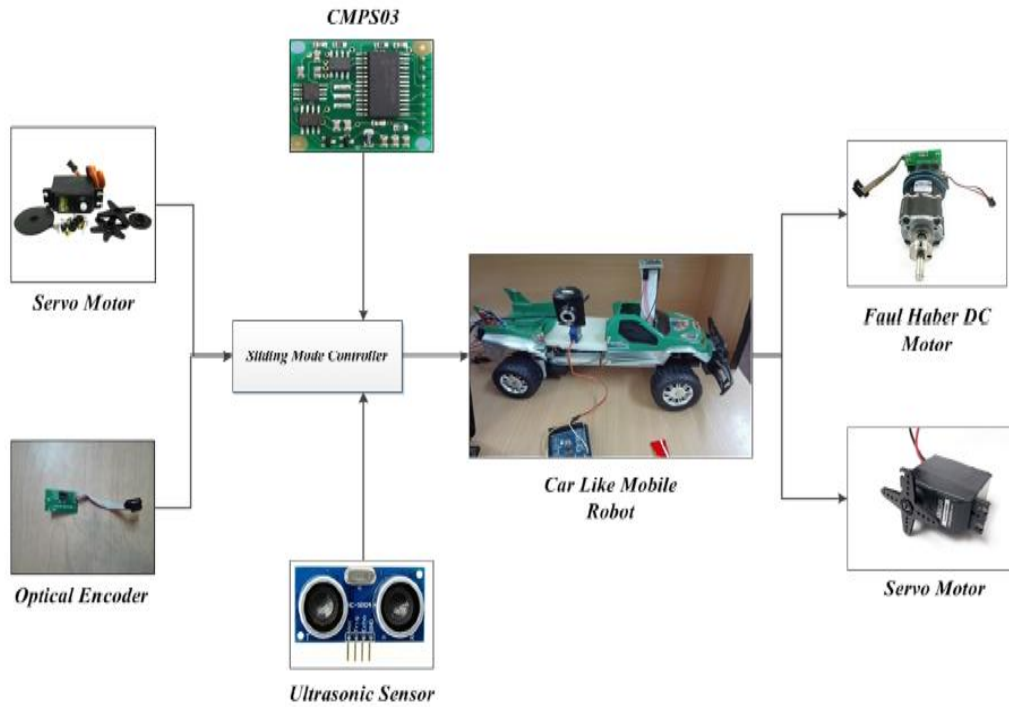 CMPS03
Servo Motor
Sliding Mode Controller
Faul Haber DC
Motor
Car Like Mobile
Robot
Optical Encoder
Servo Motor
Ultrasonic Sensor